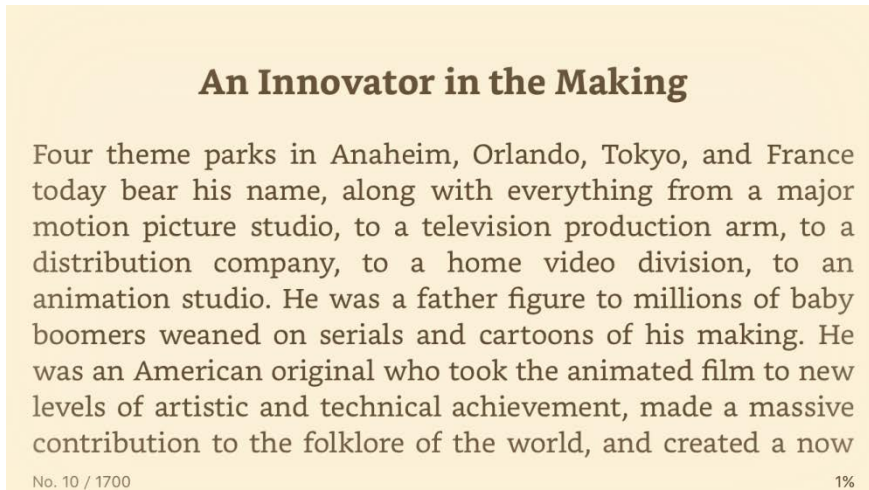 An Innovator in the Making
Four theme parks in Anaheim, Orlando, Tokyo, and France
today bear his name, along with everything from a major
motion picture studio, to a television production arm, to a
distribution company, to a home video division, to an
animation studio. He was a father figure to millions of baby
boomers weaned on serials and cartoons of his making. He
was an American original who took the animated film to new
levels of artistic and technical achievement, made a massive
contribution to the folklore of the world, and created a now
No. 10 / 1700 1%